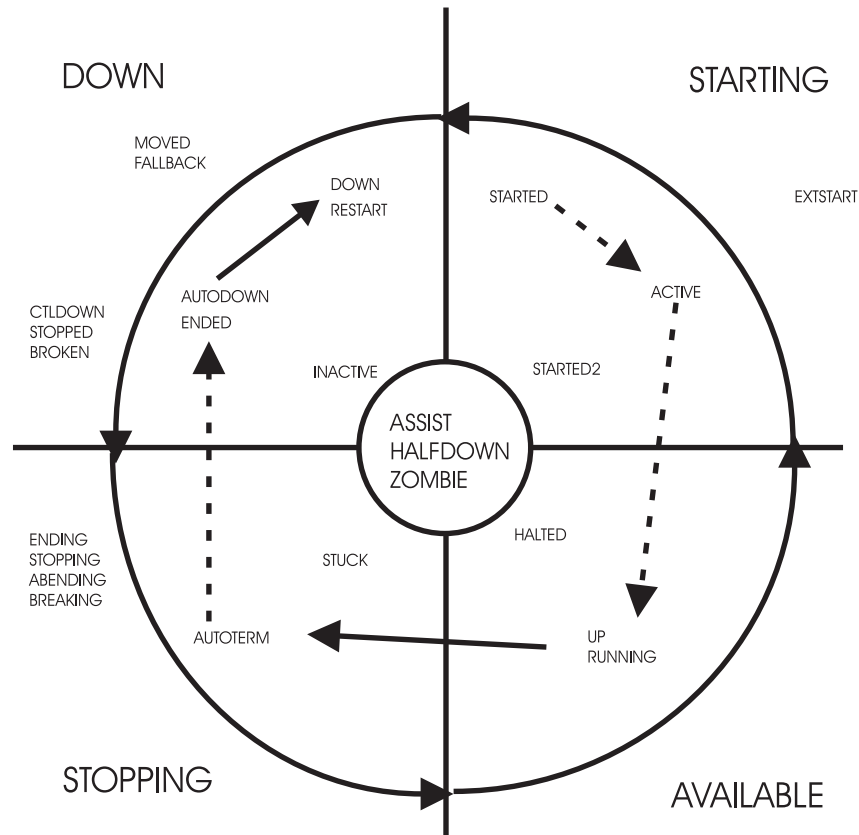 DOWN
STARTING
MOVED
FALLBACK
DOWN
RESTART
STARTED
EXTSTART
AUTODOWN
ENDED
ACTIVE
CTLDOWN
STOPPED
BROKEN
INACTIVE
STARTED2
ASSIST
HALFDOWN
ZOMBIE
ENDING
STOPPING
ABENDING
BREAKING
STUCK
HALTED
AUTOTERM
UP
RUNNING
STOPPING
AVAILABLE